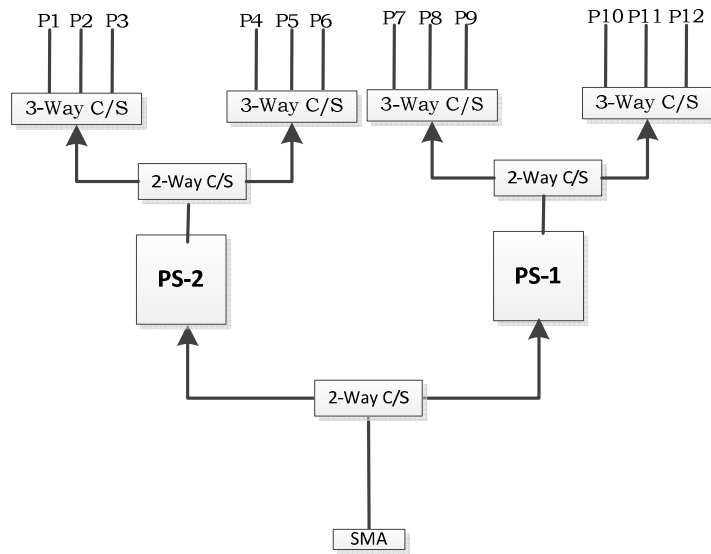 P1 P2 P3 P4 P5 P6 P7 P8 P9 P10 P11 P12
3-Way C/S 3-Way C/S 3-Way C/S 3-Way C/S
2-Way C/S 2-Way C/S
PS-2 PS-1
2-Way C/S
SMA